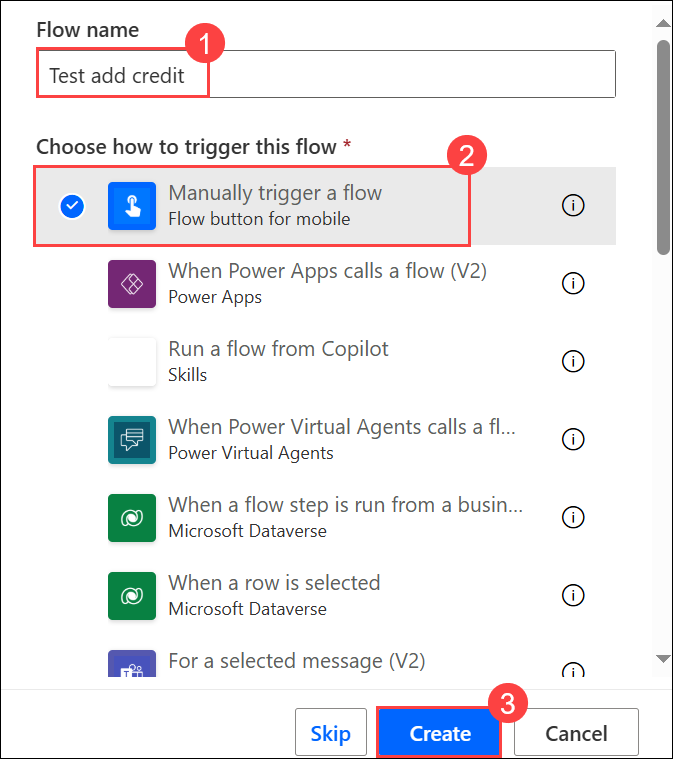 Flow name
1
Test add credit
Choose how to trigger this flow *
2
Manually trigger a flow
Flow button for mobile
When Power Apps calls a flow (V2)
Power Apps
Run a flow from Copilot
Skills
When Power Virtual Agents calls a fl...
Power Virtual Agents
When a flow step is run from a busin...
Microsoft Dataverse
When a row is selected
Microsoft Dataverse
For a selected message (V2)
3
Skip
Create
Cancel